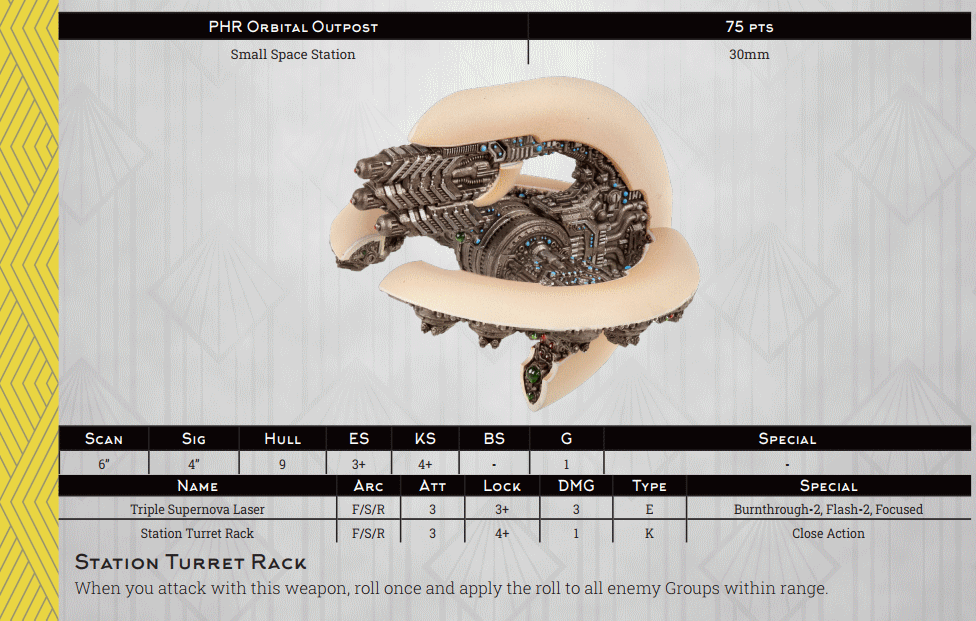 PHR Orbital Outpost 75 pts
Small Space Station 30mm
Scan Sig Hull ES KS BS G Special
6” 4” 9 3+ 4+ - 1 -
Name Arc Att Lock DMG Type Special
Triple Supernova Laser F/S/R 3 3+ 3 E Burnthrough-2, Flash-2, Focused
Station Turret Rack F/S/R 3 4+ 1 K Close Action
Station Turret Rack
When you attack with this weapon, roll once and apply the roll to all enemy Groups within range.